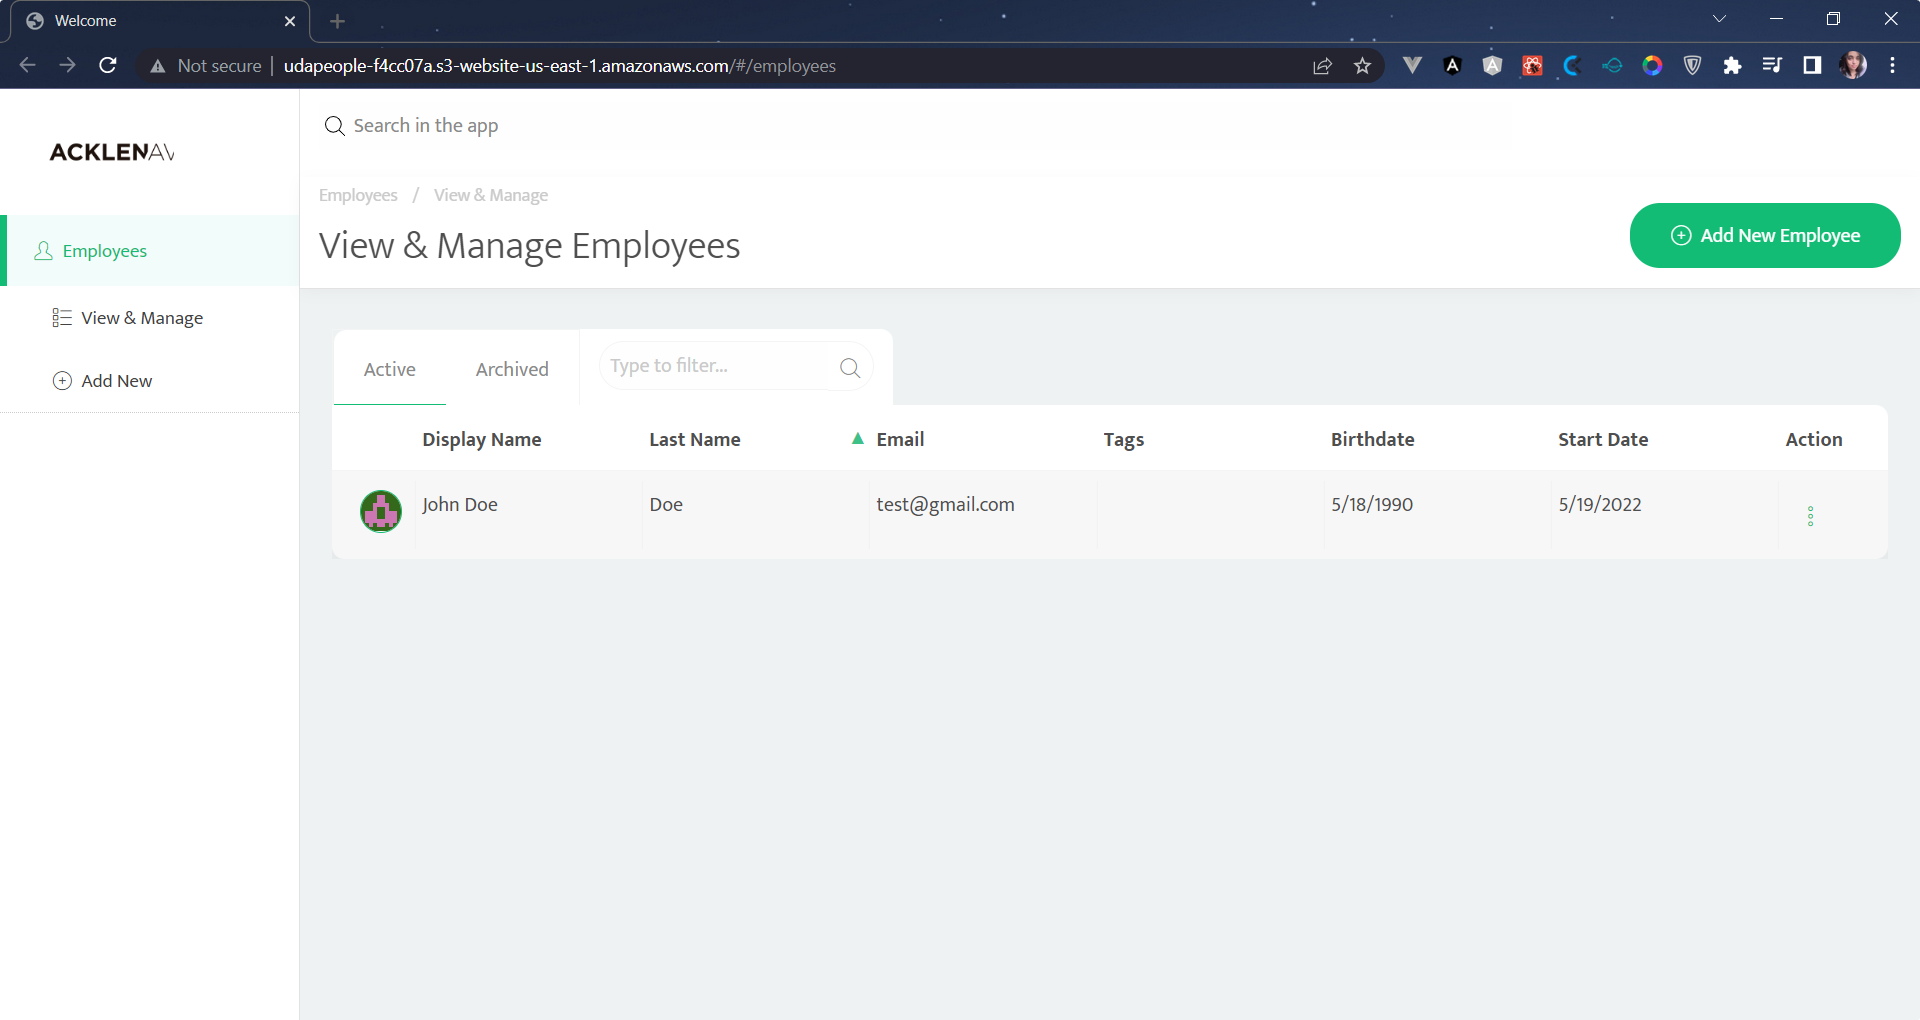 Welcome
Not secure
udapeople-f4cc07a.s3-website-us-east-1.amazonaws.com/#/employees
ACKLENAV
Search in the app
Employees / View & Manage
View & Manage Employees
Add New Employee
Employees
View & Manage
Add New
Active
Archived
Type to filter...
Display Name
Last Name
Email
Tags
Birthdate
Start Date
Action
John Doe
Doe
test@gmail.com
5/18/1990
5/19/2022